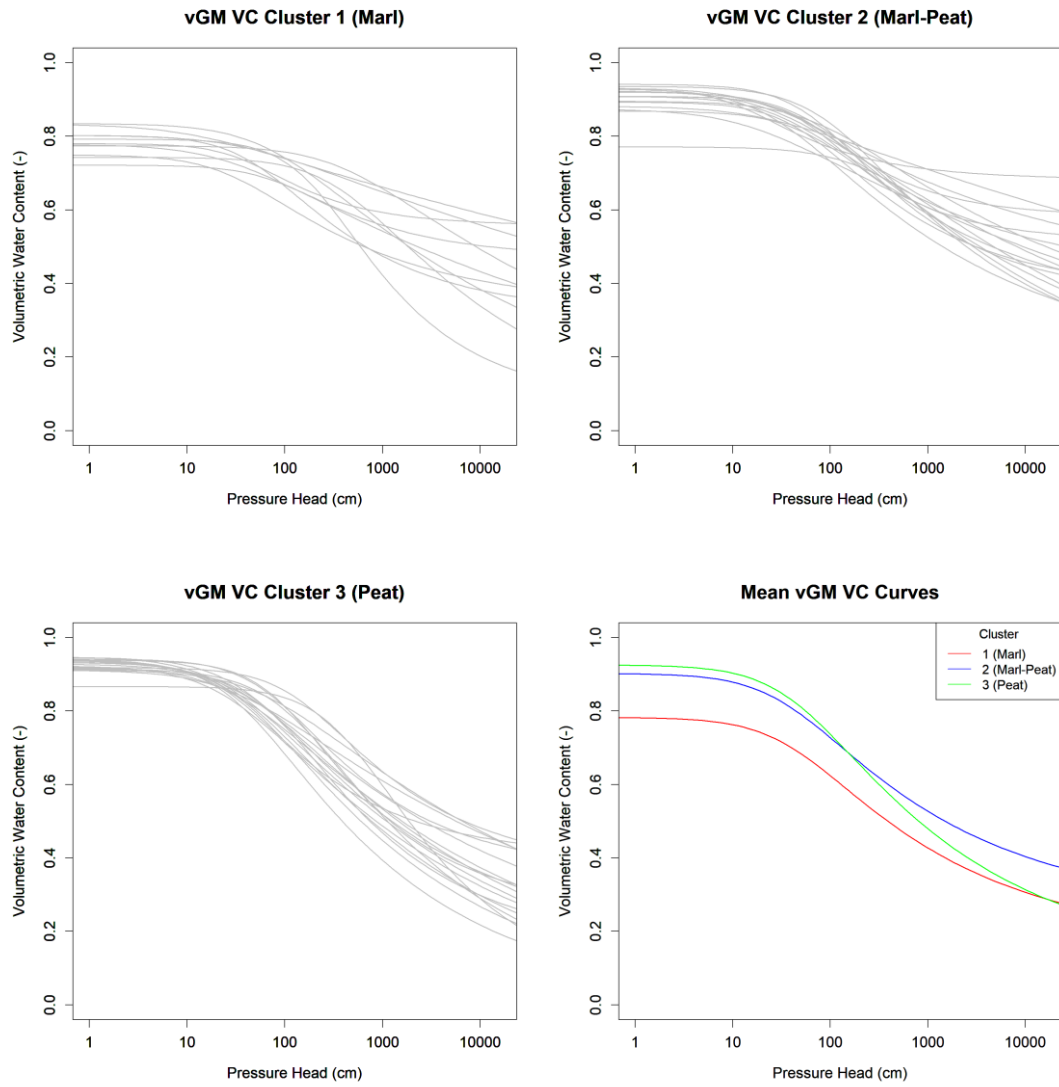 vGM VC Cluster 1 (Marl)
Volumetric Water Content (-)
1.0
0.8
0.6
0.4
0.2
0.0
1 10 100 1000 10000
Pressure Head (cm)
vGM VC Cluster 2 (Marl-Peat)
Volumetric Water Content (-)
1.0
0.8
0.6
0.4
0.2
0.0
1 10 100 1000 10000
Pressure Head (cm)
vGM VC Cluster 3 (Peat)
Volumetric Water Content (-)
1.0
0.8
0.6
0.4
0.2
0.0
1 10 100 1000 10000
Pressure Head (cm)
Mean vGM VC Curves
Volumetric Water Content (-)
1.0
0.8
0.6
0.4
0.2
0.0
Cluster
1 (Marl)
2 (Marl-Peat)
3 (Peat)
1 10 100 1000 10000
Pressure Head (cm)